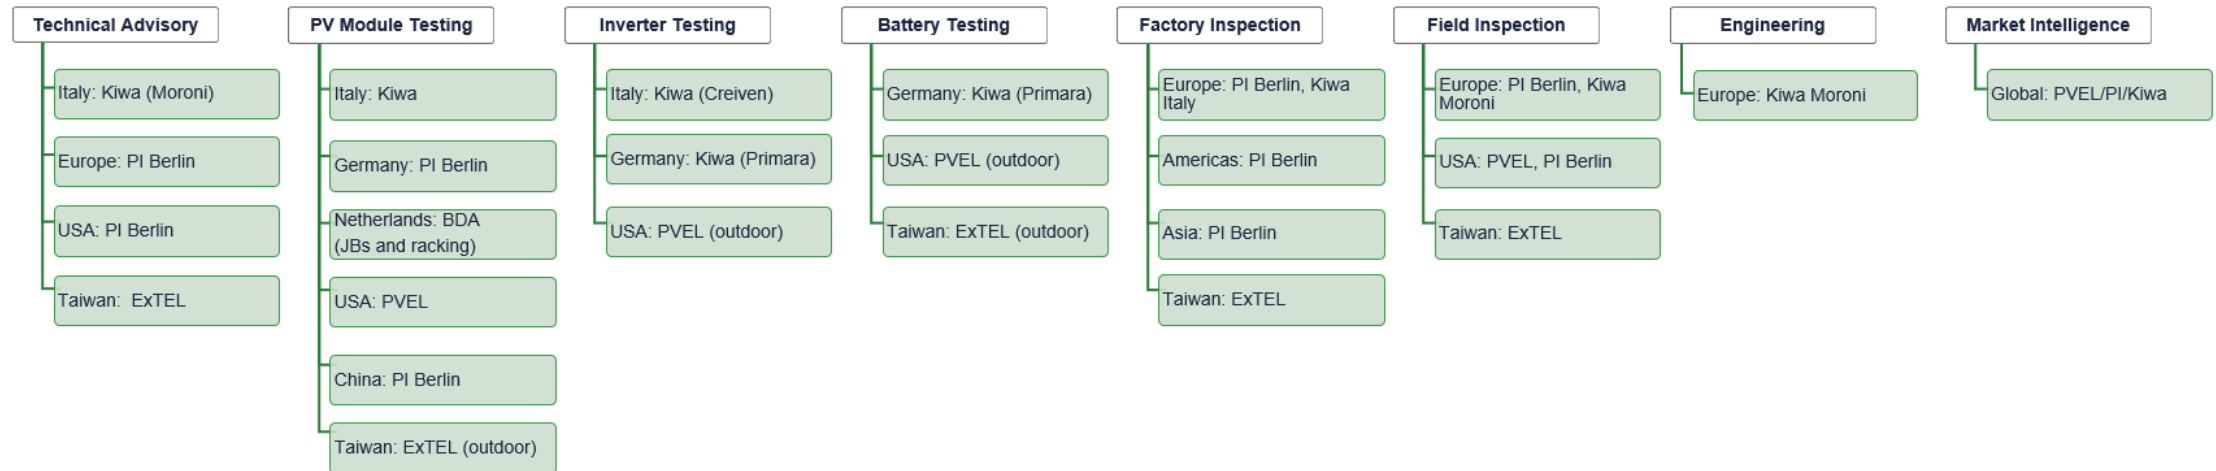 Technical Advisory
Italy: Kiwa (Moroni)
Europe: PI Berlin
USA: PI Berlin
Taiwan:  ExTEL
PV Module Testing
Italy: Kiwa
Germany: PI Berlin
Netherlands: BDA
(JBs and racking)
USA: PVEL
China: PI Berlin
Taiwan: ExTEL (outdoor)
Inverter Testing
Italy: Kiwa (Creiven)
Germany: Kiwa (Primara)
USA: PVEL (outdoor)
Battery Testing
Germany: Kiwa (Primara)
USA: PVEL (outdoor)
Taiwan: ExTEL (outdoor)
Factory Inspection
Europe: PI Berlin, Kiwa
Italy
Americas: PI Berlin
Asia: PI Berlin
Taiwan: ExTEL
Field Inspection
Europe: PI Berlin, Kiwa
Moroni
USA: PVEL, PI Berlin
Taiwan: ExTEL
Engineering
Europe: Kiwa Moroni
Market Intelligence
Global: PVEL/PI/Kiwa